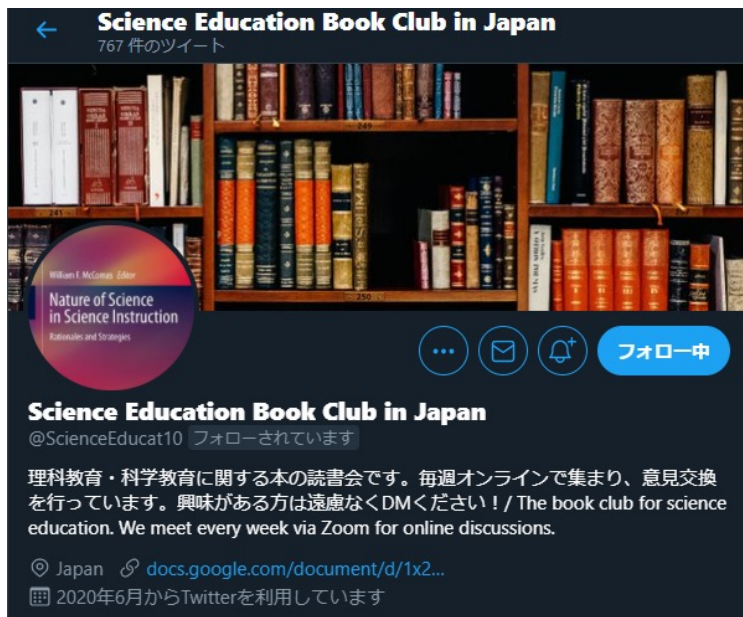 Science Education Book Club in Japan
767 件のツイート
241
249
250
William F. McComas Editor
Nature of Science
in Science Instruction
Rationales and Strategies
フォロー中
Science Education Book Club in Japan
@ScienceEducat10 フォローされています
理科教育・科学教育に関する本の読書会です。毎週オンラインで集まり、意見交換
を行っています。興味がある方は遠慮なくDMください！/ The book club for science
education. We meet every week via Zoom for online discussions.
Japan docs.google.com/document/d/1x2...
2020年6月からTwitterを利用しています